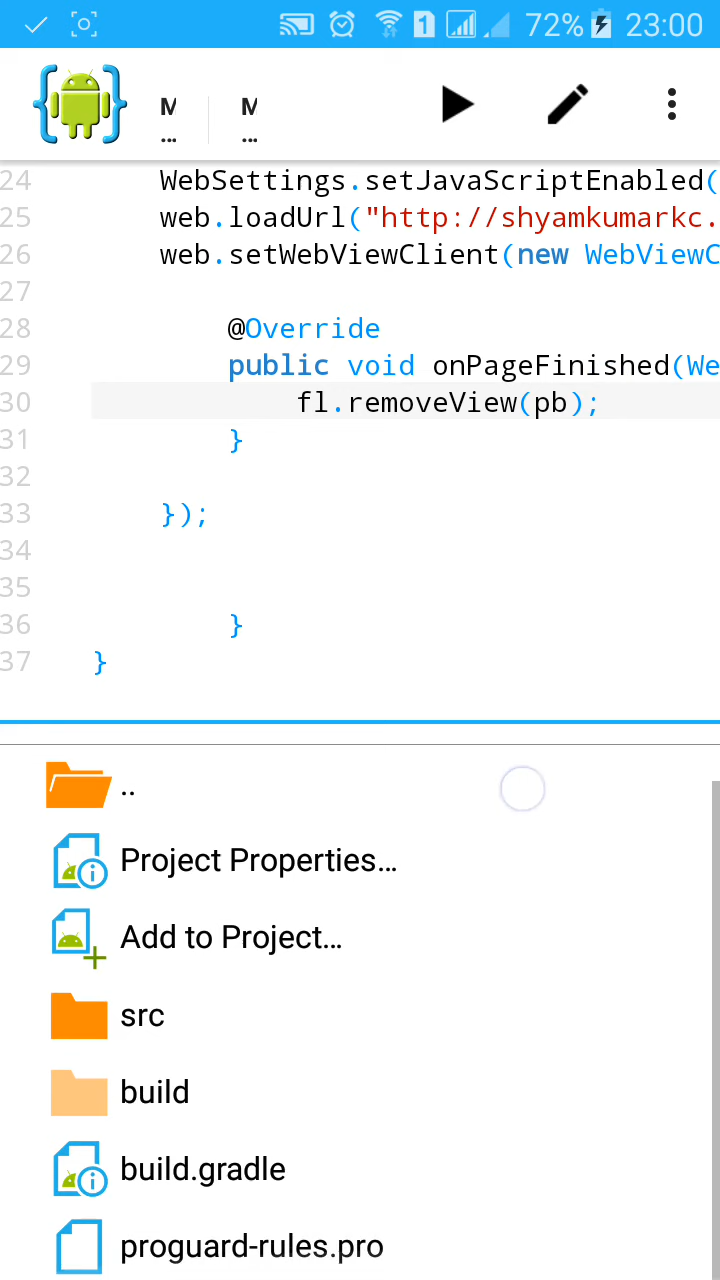 1 72% 23:00
M M
... ...
24 WebSettings.setJavaScriptEnabled(
25 web.loadUrl("http://shyamkumarkc.
26 web.setWebViewClient(new WebViewC
27
28 @Override
29 public void onPageFinished(We
30 fl.removeView(pb);
31 }
32
33 });
34
35
36 }
37 }
..
Project Properties...
Add to Project...
src
build
build.gradle
proguard-rules.pro